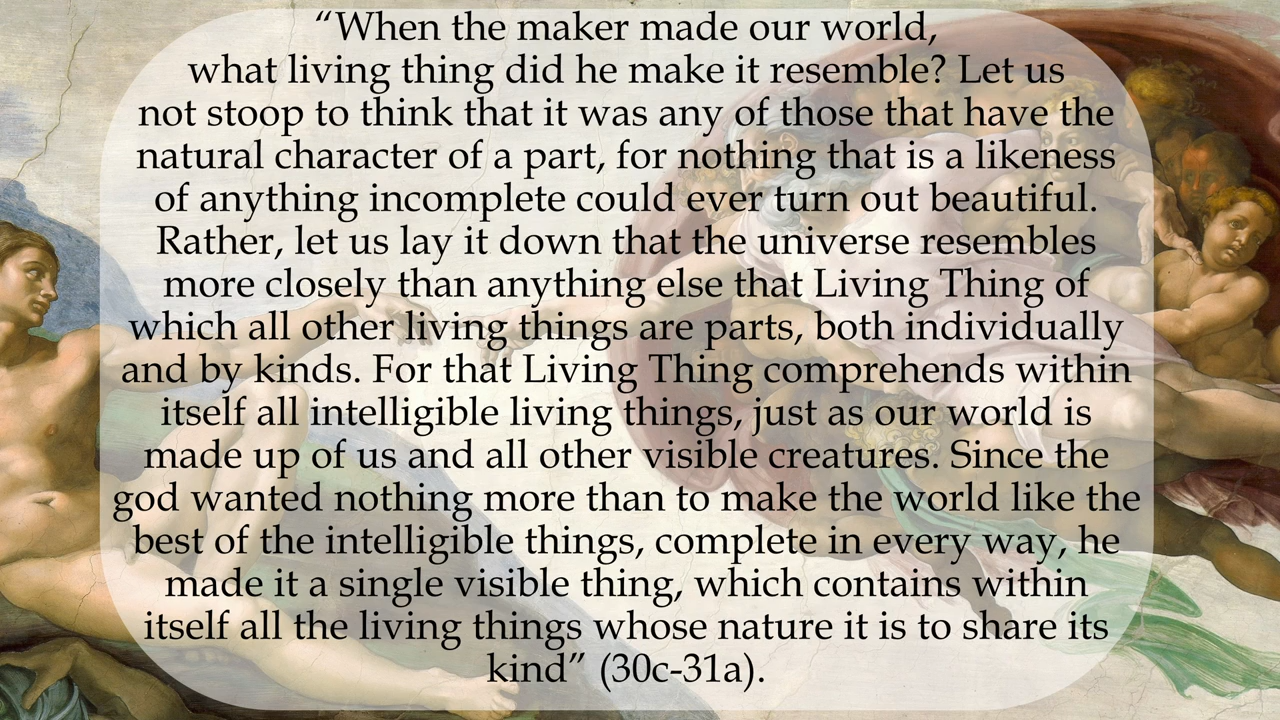 “When the maker made our world,
what living thing did he make it resemble? Let us
not stoop to think that it was any of those that have the
natural character of a part, for nothing that is a likeness
of anything incomplete could ever turn out beautiful.
Rather, let us lay it down that the universe resembles
more closely than anything else that Living Thing of
which all other living things are parts, both individually
and by kinds. For that Living Thing comprehends within
itself all intelligible living things, just as our world is
made up of us and all other visible creatures. Since the
god wanted nothing more than to make the world like the
best of the intelligible things, complete in every way, he
made it a single visible thing, which contains within
itself all the living things whose nature it is to share its
kind” (30c-31a).